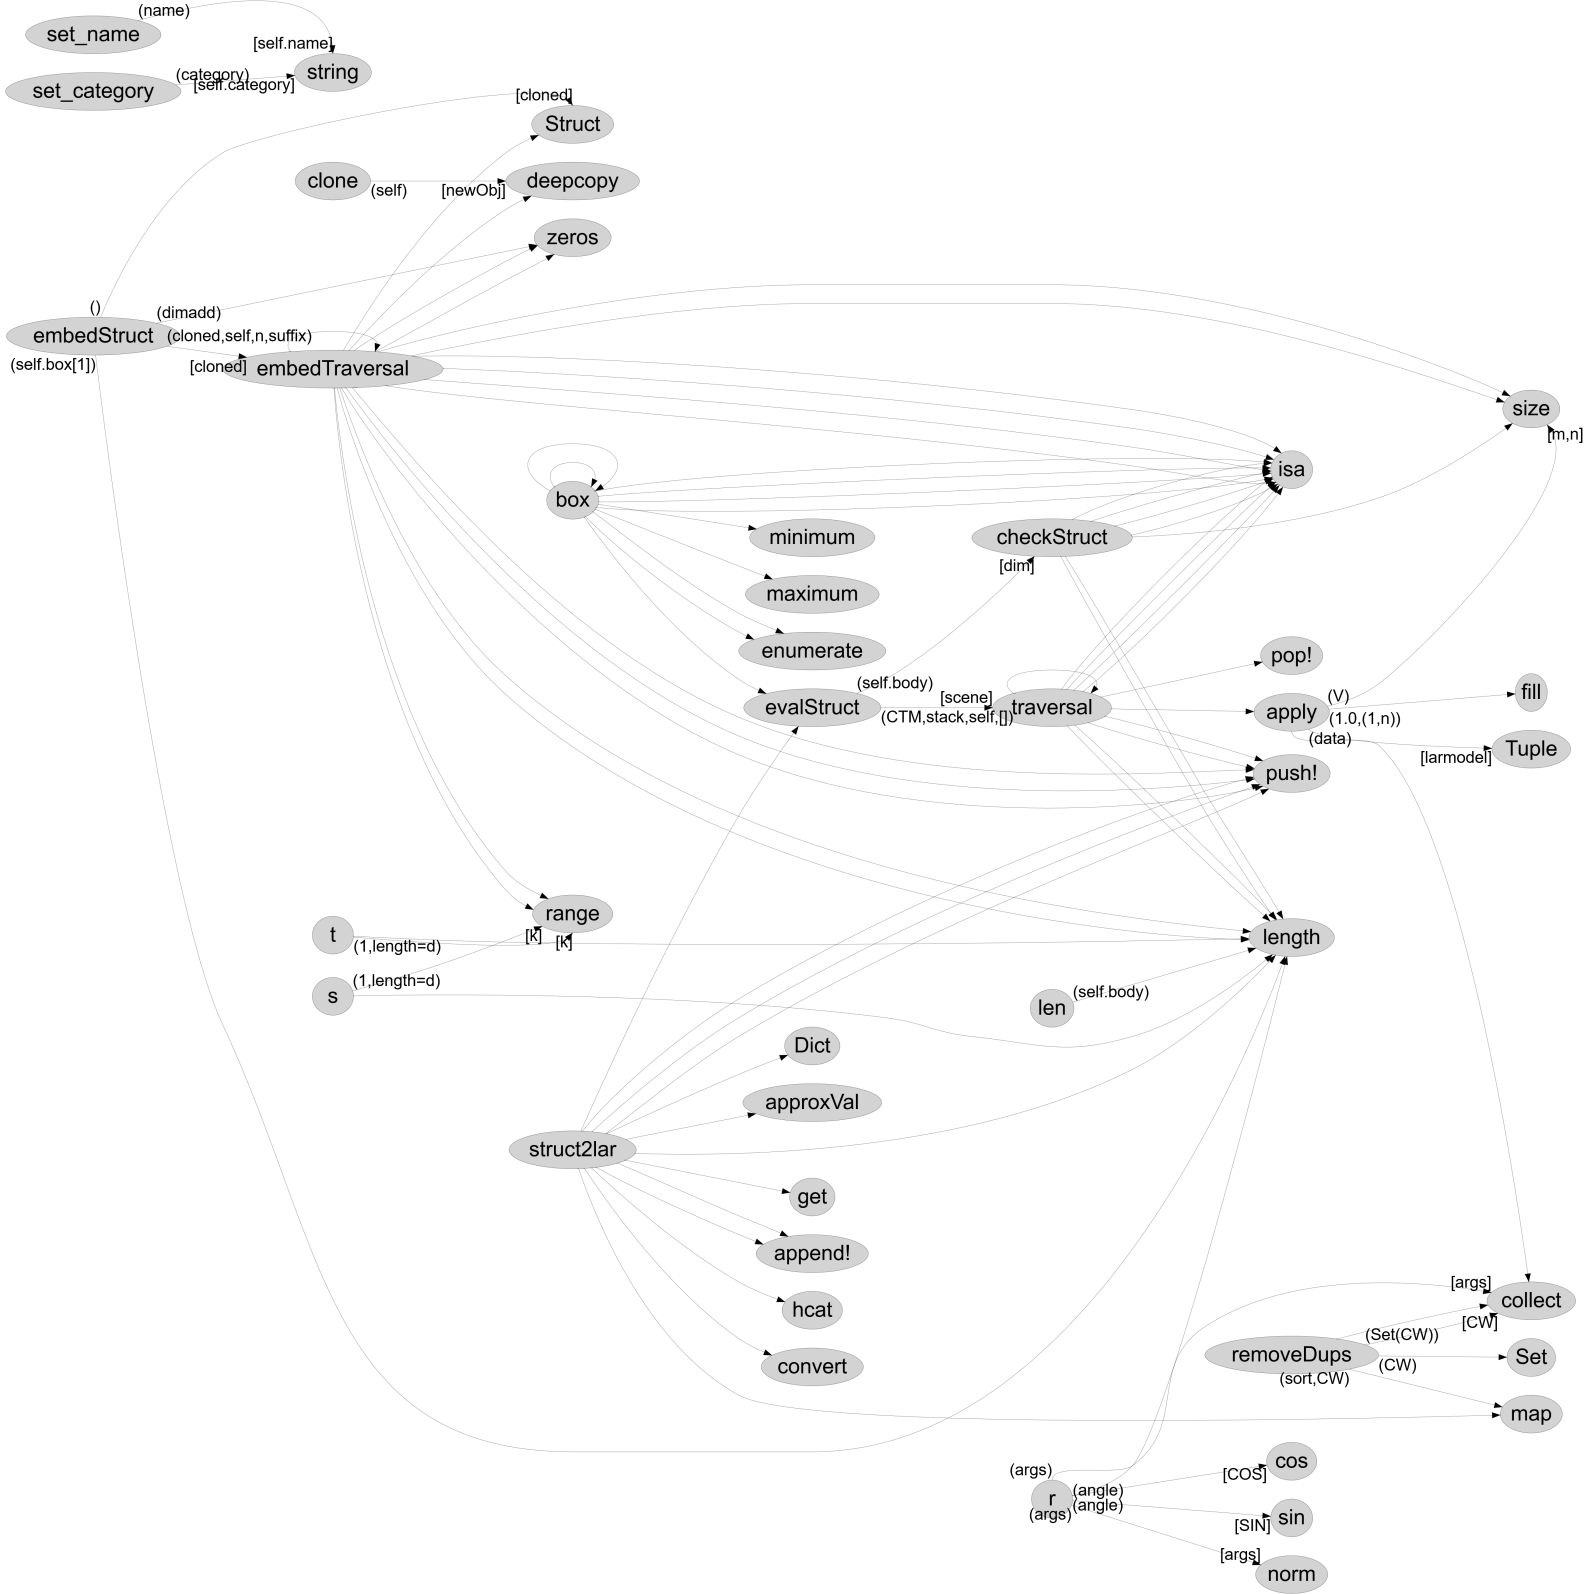 (name)
set_name
[self.name]
string
(category)
[self.category]
set_category
[cloned]
Struct
clone
(self)
[newObj]
deepcopy
zeros
()
(dimadd)
embedStruct
(cloned,self,n,suffix)
(self.box[1])
[cloned]
embedTraversal
size
[m,n]
isa
box
minimum
checkStruct
[dim]
maximum
enumerate
pop!
(self.body)
[scene]
evalStruct
(CTM,stack,self,[])
traversal
apply
(V)
fill
(1.0,(1,n))
(data)
Tuple
[larmodel]
push!
range
t
(1,length=d)
[k]
[k]
length
(1,length=d)
s
(self.body)
len
Dict
approxVal
struct2lar
get
append!
[args]
collect
hcat
[CW]
(Set(CW))
removeDups
Set
(CW)
convert
(sort,CW)
map
cos
(args)
[COS]
(angle)
r
(angle)
(args)
sin
[SIN]
[args]
norm